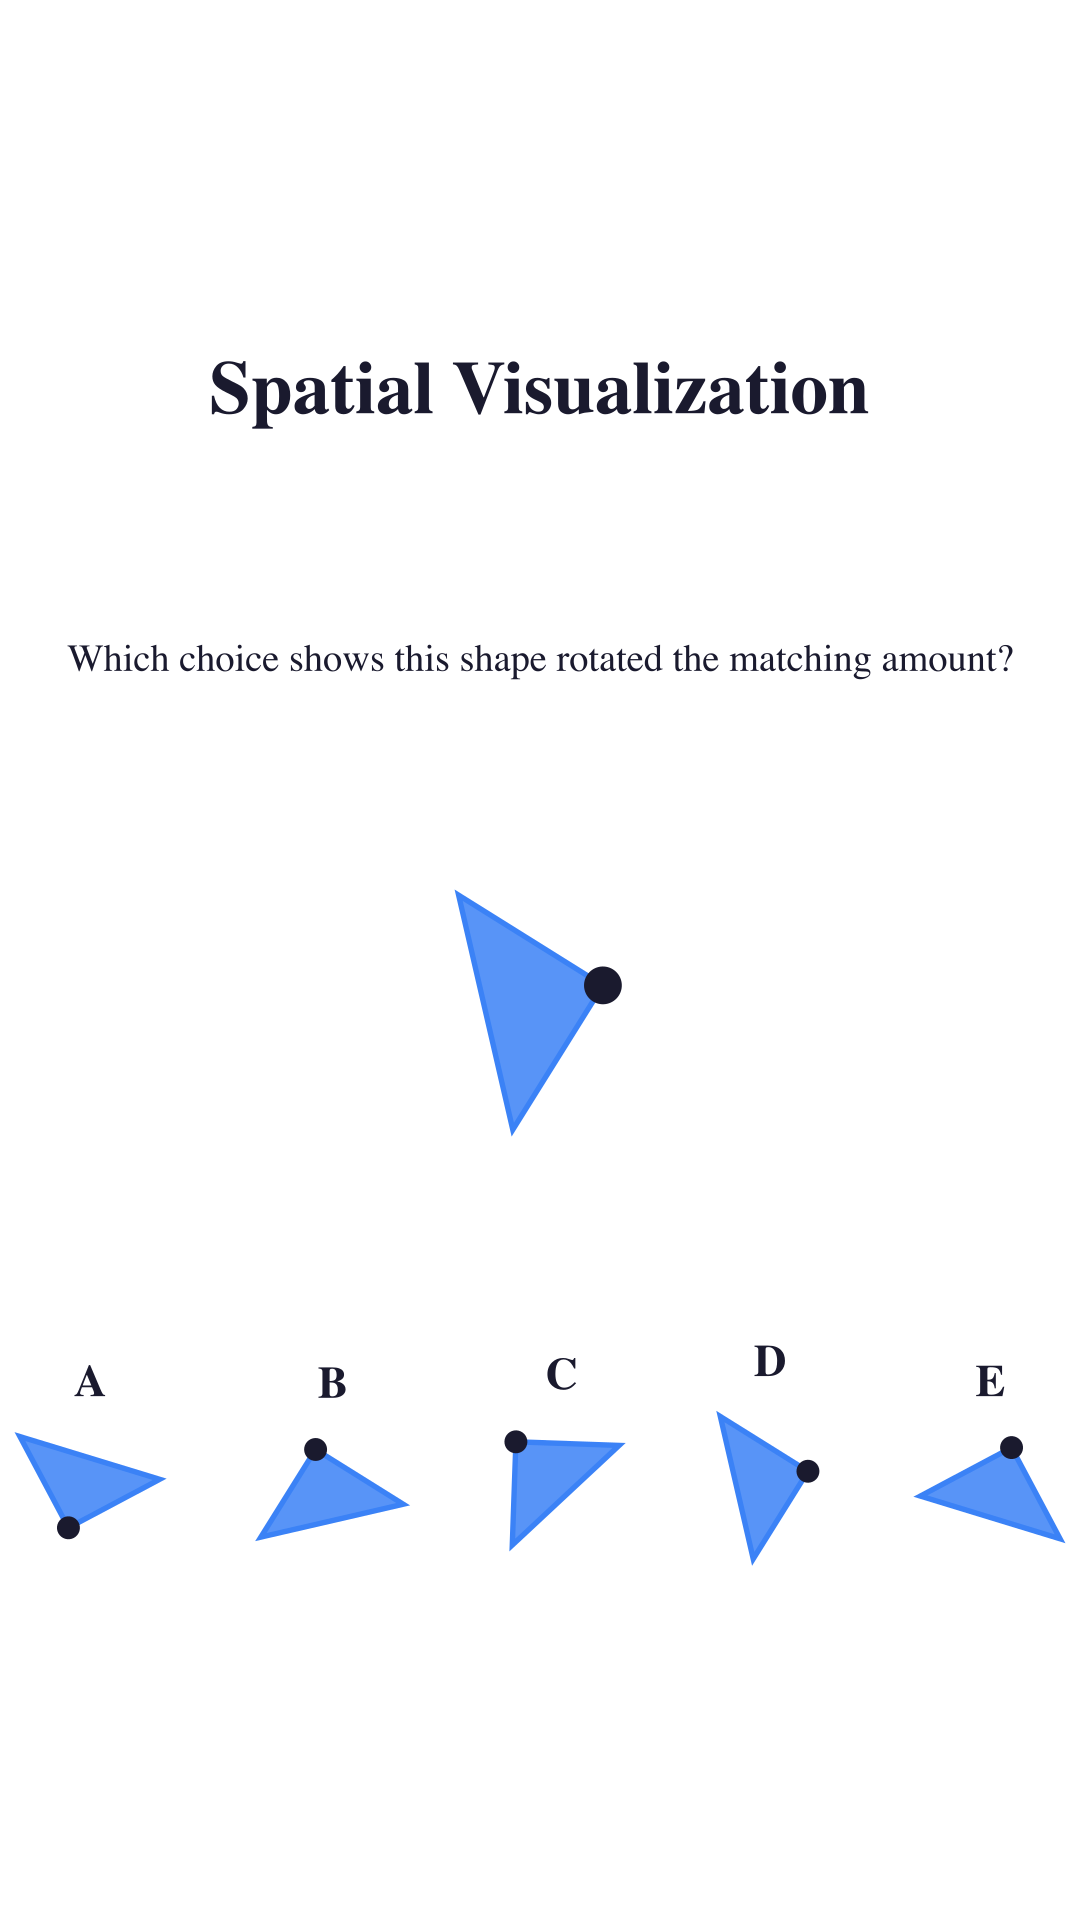 Spatial Visualization
Which choice shows this shape rotated the matching amount?
A
B
C
D
E